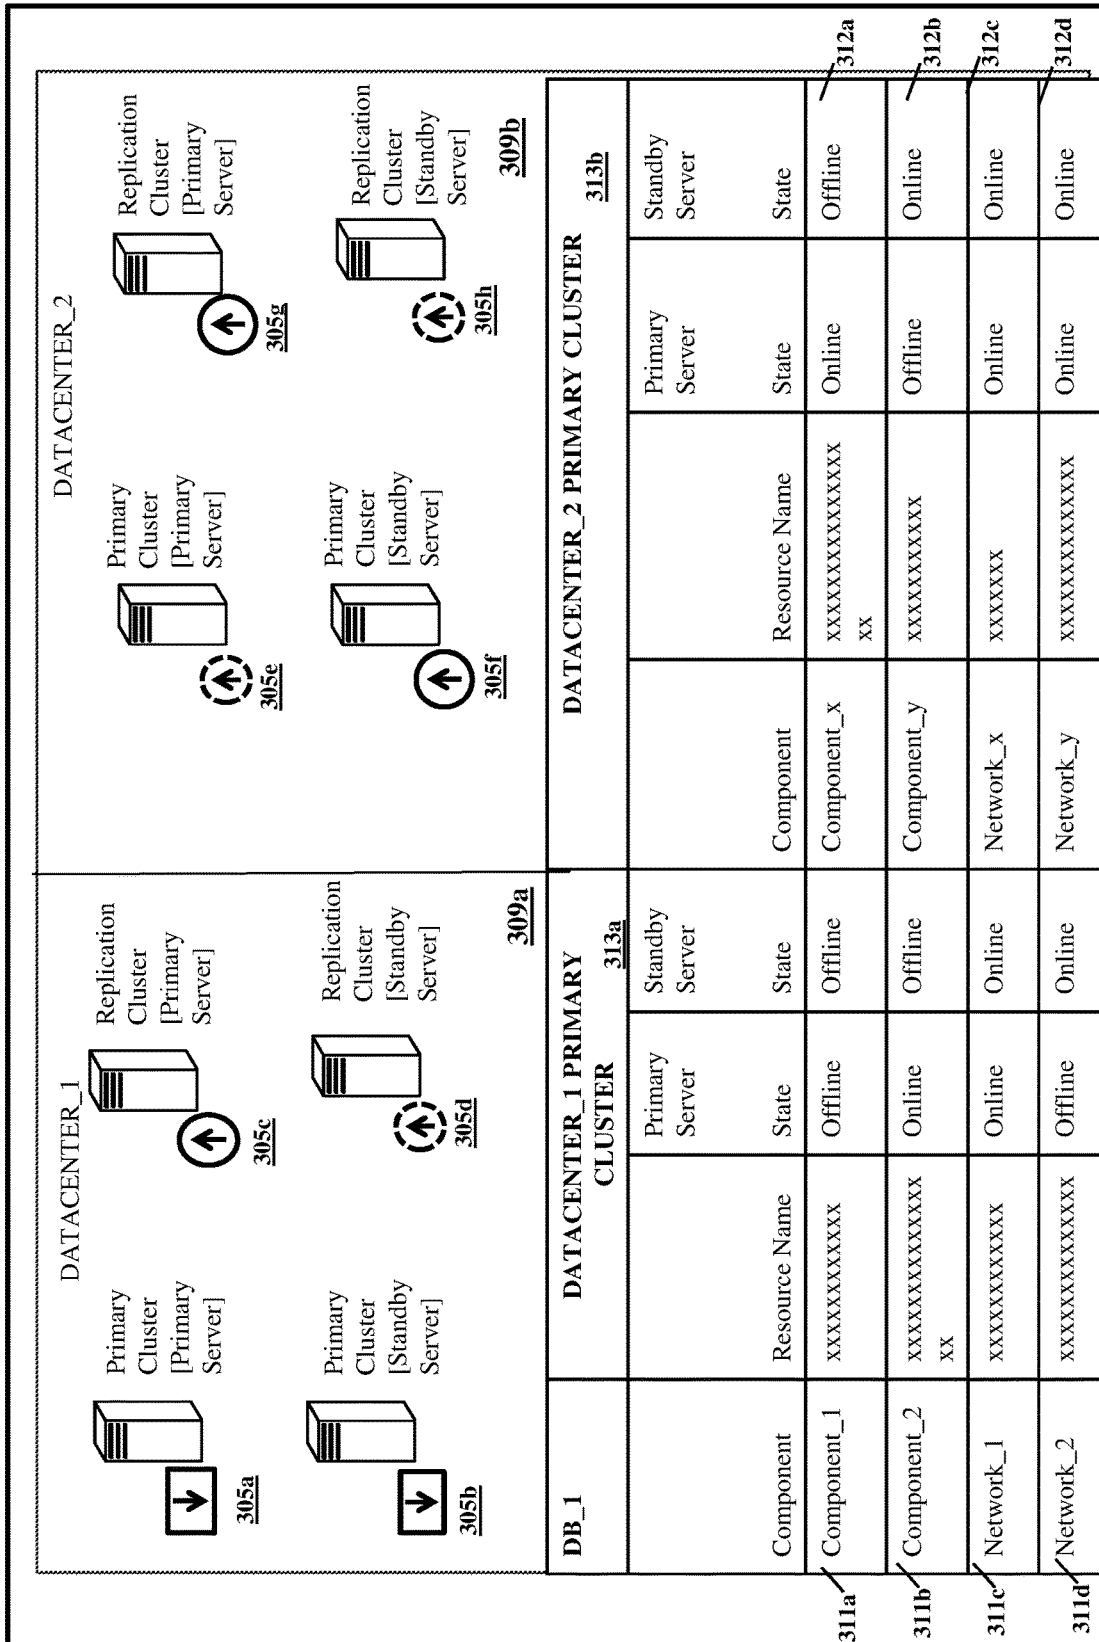 DATACENTER_1
Primary
Cluster
[Primary
Server]
305a
Replication
Cluster
[Primary
Server]
305c
Primary
Cluster
[Standby
Server]
305b
Replication
Cluster
[Standby
Server]
305d
309a
DATACENTER_2
Primary
Cluster
[Primary
Server]
305e
Replication
Cluster
[Primary
Server]
305g
Primary
Cluster
[Standby
Server]
305f
Replication
Cluster
[Standby
Server]
305h
309b
DB_1
DATACENTER_1 PRIMARY
CLUSTER
313a
DATACENTER_2 PRIMARY CLUSTER
313b
Primary
Server
Standby
Server
Primary
Server
Standby
Server
Component Resource Name State State Component Resource Name State State
311a Component_1 xxxxxxxxxxxx Offline Offline Component_x xxxxxxxxxxxxxxx Online Offline 312a
xx
311b Component_2 xxxxxxxxxxxxxx Online Offline Component_y xxxxxxxxxxx Offline Online 312b
xx
311c Network_1 xxxxxxxxxxxx Online Online Network_x xxxxxxx Online Online 312c
311d Network_2 xxxxxxxxxxxxxx Offline Online Network_y xxxxxxxxxxxxxx Online Online 312d